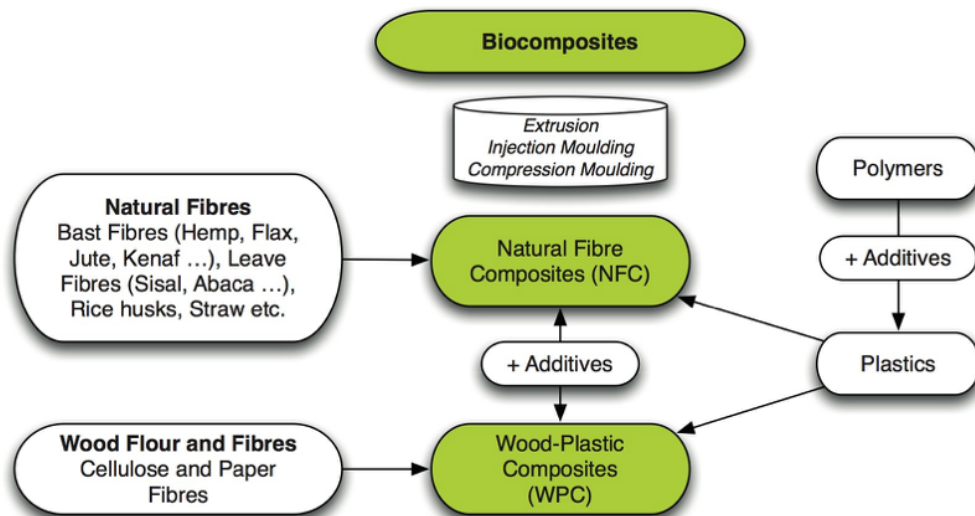 Biocomposites
Extrusion
Injection Moulding
Compression Moulding
Polymers
+ Additives
Plastics
Natural Fibres
Bast Fibres (Hemp, Flax,
Jute, Kenaf ...), Leave
Fibres (Sisal, Abaca ...),
Rice husks, Straw etc.
Natural Fibre
Composites (NFC)
+ Additives
Wood Flour and Fibres
Cellulose and Paper
Fibres
Wood-Plastic
Composites
(WPC)